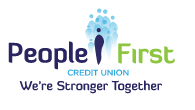 People First
CREDIT UNION
We're Stronger Together